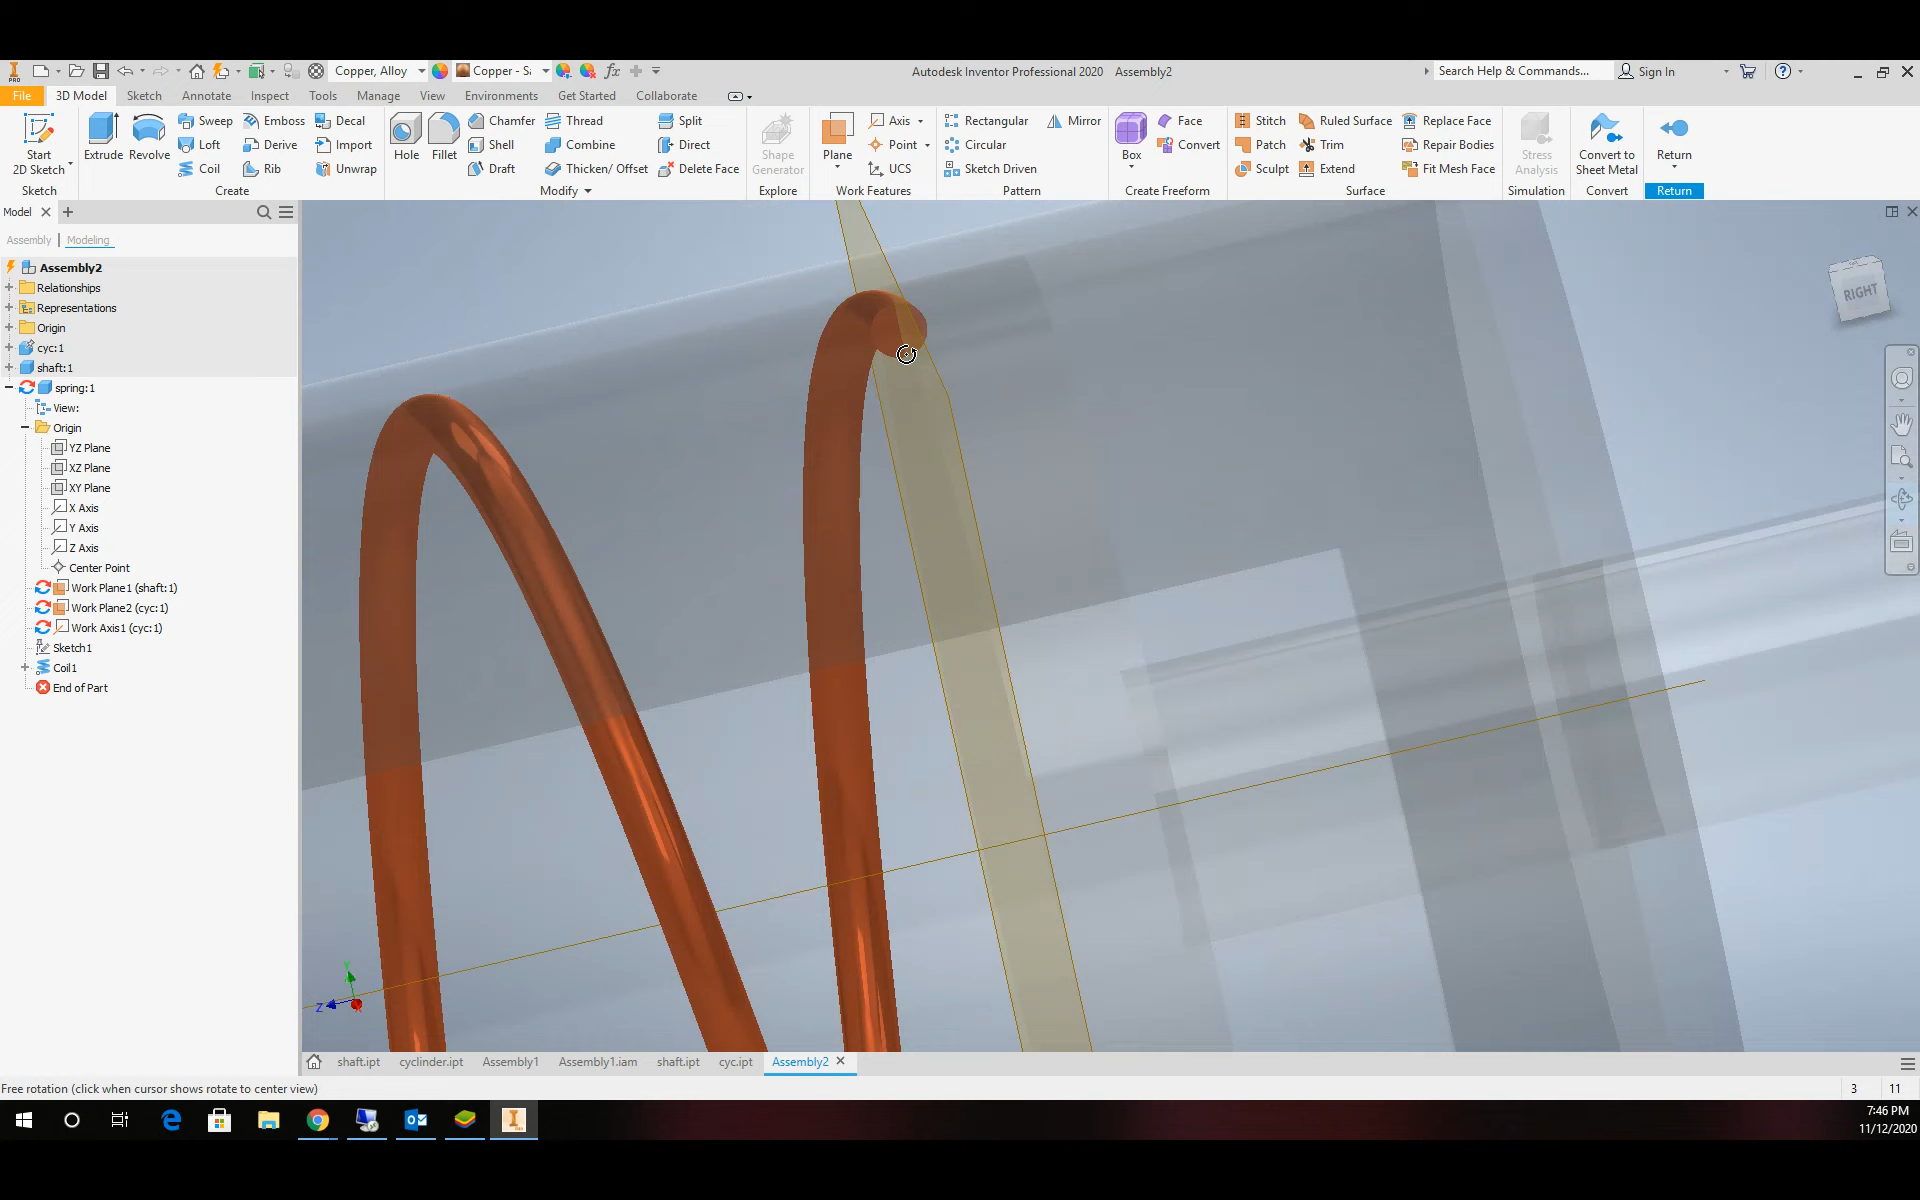 Copper, Alloy
Copper - Sa
Autodesk Inventor Professional 2020 Assembly2
Search Help & Commands...
Sign In
File 3D Model Sketch Annotate Inspect Tools Manage View Environments Get Started Collaborate
Start 2D Sketch
Sketch
Extrude Revolve
Sweep Emboss Decal
Loft Derive Import
Coil Rib Unwrap
Create
Hole Fillet
Chamfer Thread Split
Shell Combine Direct
Draft Thicken/ Offset Delete Face
Modify
Shape Generator
Explore
Plane
Axis
Point
UCS
Work Features
Rectangular Mirror
Circular
Sketch Driven
Pattern
Box
Face
Convert
Create Freeform
Stitch Ruled Surface Replace Face
Patch Trim Repair Bodies
Sculpt Extend Fit Mesh Face
Surface
Stress Analysis
Simulation
Convert to Sheet Metal
Convert
Return
Return
Model
Assembly | Modeling
Assembly2
Relationships
Representations
Origin
cyc:1
shaft:1
spring:1
View:
Origin
YZ Plane
XZ Plane
XY Plane
X Axis
Y Axis
Z Axis
Center Point
Work Plane1 (shaft:1)
Work Plane2 (cyc:1)
Work Axis1 (cyc:1)
Sketch1
Coil1
End of Part
RIGHT
Y
Z
shaft.ipt cyclinder.ipt Assembly1 Assembly1.iam shaft.ipt cyc.ipt Assembly2
Free rotation (click when cursor shows rotate to center view)
3 11
7:46 PM
11/12/2020